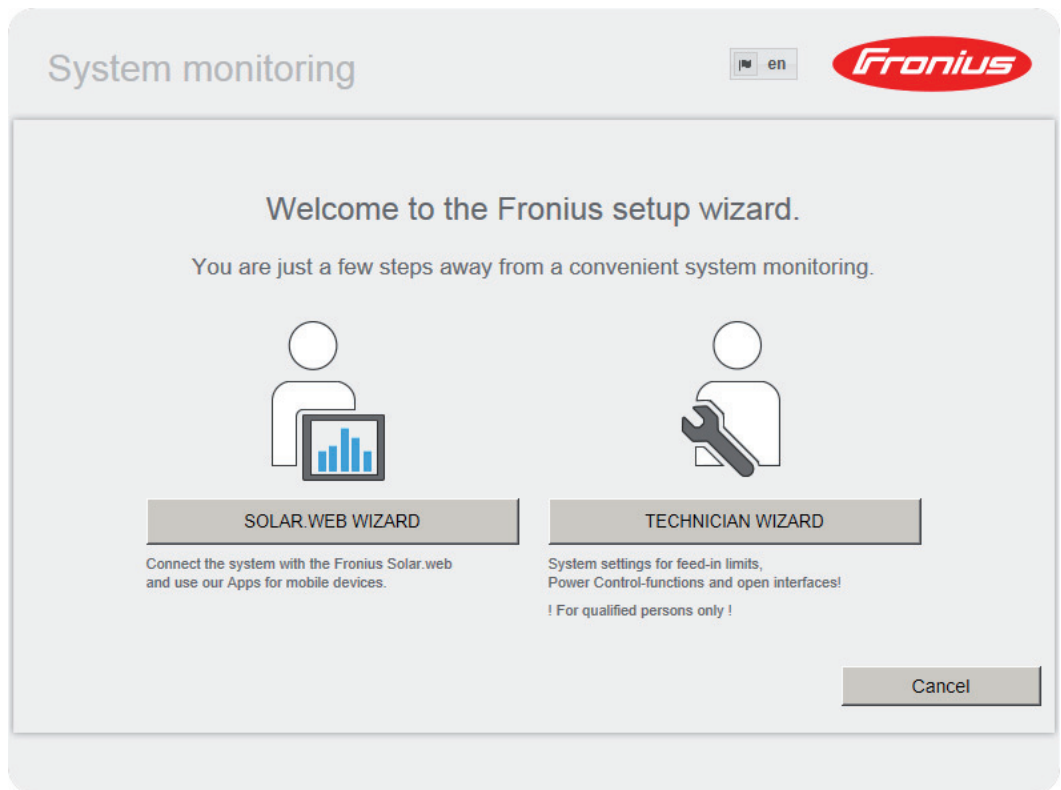 System monitoring
en
Fronius
Welcome to the Fronius setup wizard.
You are just a few steps away from a convenient system monitoring.
SOLAR.WEB WIZARD
Connect the system with the Fronius Solar.web
and use our Apps for mobile devices.
TECHNICIAN WIZARD
System settings for feed-in limits,
Power Control-functions and open interfaces!
! For qualified persons only !
Cancel